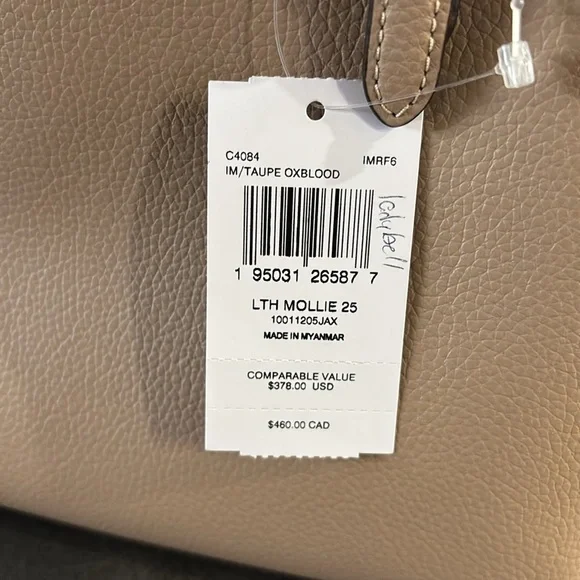 C4084 IMRF6
IM/TAUPE OXBLOOD
ladybell
1 95031 26587 7
LTH MOLLIE 25
10011205JAX
MADE IN MYANMAR
COMPARABLE VALUE
$378.00 USD
$460.00 CAD